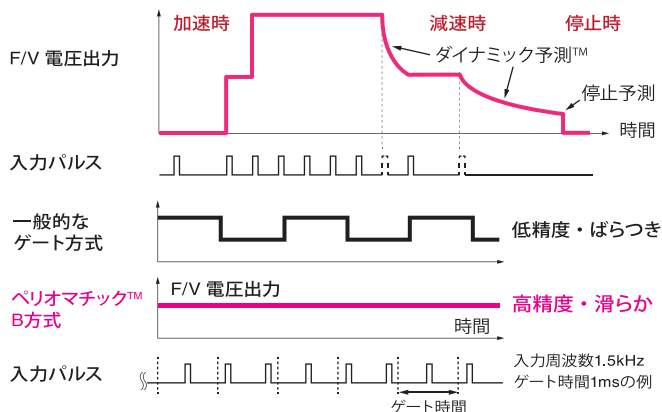 加速時 減速時 停止時
F/V 電圧出力
ダイナミック予測™
停止予測
時間
入力パルス
一般的な
ゲート方式
低精度・ばらつき
ペリオマチック™
B方式
F/V 電圧出力
高精度・滑らか
時間
入力パルス
入力周波数1.5kHz
ゲート時間1msの例
ゲート時間